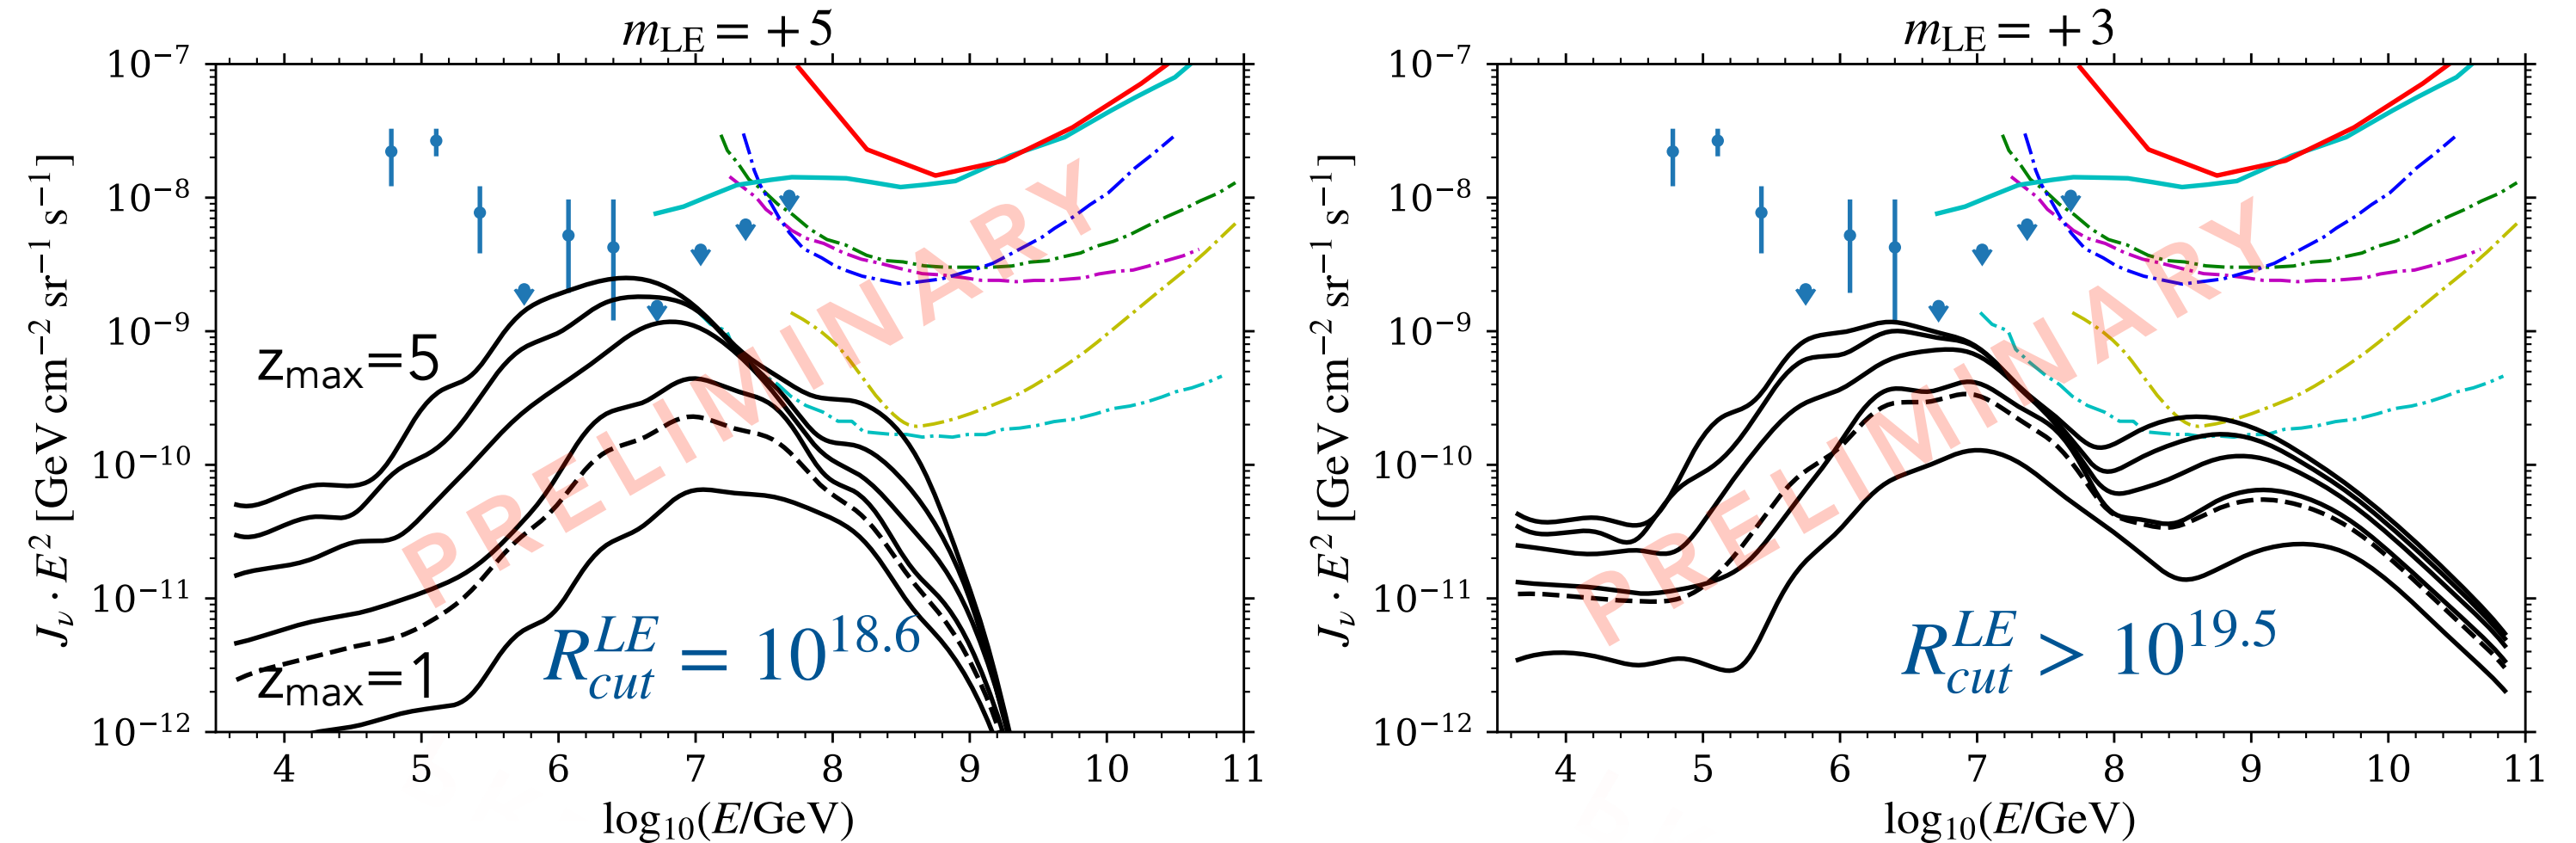 m_LE = +5
10^−7
10^−8
10^−9
10^−10
10^−11
10^−12
J_ν · E^2 [GeV cm^−2 sr^−1 s^−1]
z_max=5
z_max=1
PRELIMINARY
R_cut^LE = 10^18.6
4 5 6 7 8 9 10 11
log_10(E/GeV)
m_LE = +3
10^−7
10^−8
10^−9
10^−10
10^−11
10^−12
J_ν · E^2 [GeV cm^−2 sr^−1 s^−1]
PRELIMINARY
R_cut^LE > 10^19.5
4 5 6 7 8 9 10 11
log_10(E/GeV)